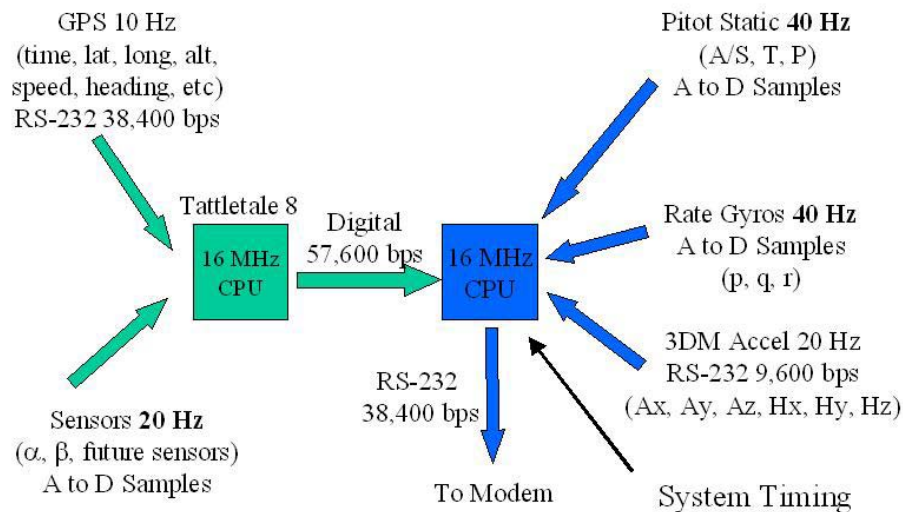 GPS 10 Hz
(time, lat, long, alt,
speed, heading, etc)
RS-232 38,400 bps
Pitot Static 40 Hz
(A/S, T, P)
A to D Samples
Tattletale 8
16 MHz
CPU
Digital
57,600 bps
16 MHz
CPU
Rate Gyros 40 Hz
A to D Samples
(p, q, r)
3DM Accel 20 Hz
RS-232 9,600 bps
(Ax, Ay, Az, Hx, Hy, Hz)
RS-232
38,400 bps
Sensors 20 Hz
(α, β, future sensors)
A to D Samples
To Modem
System Timing